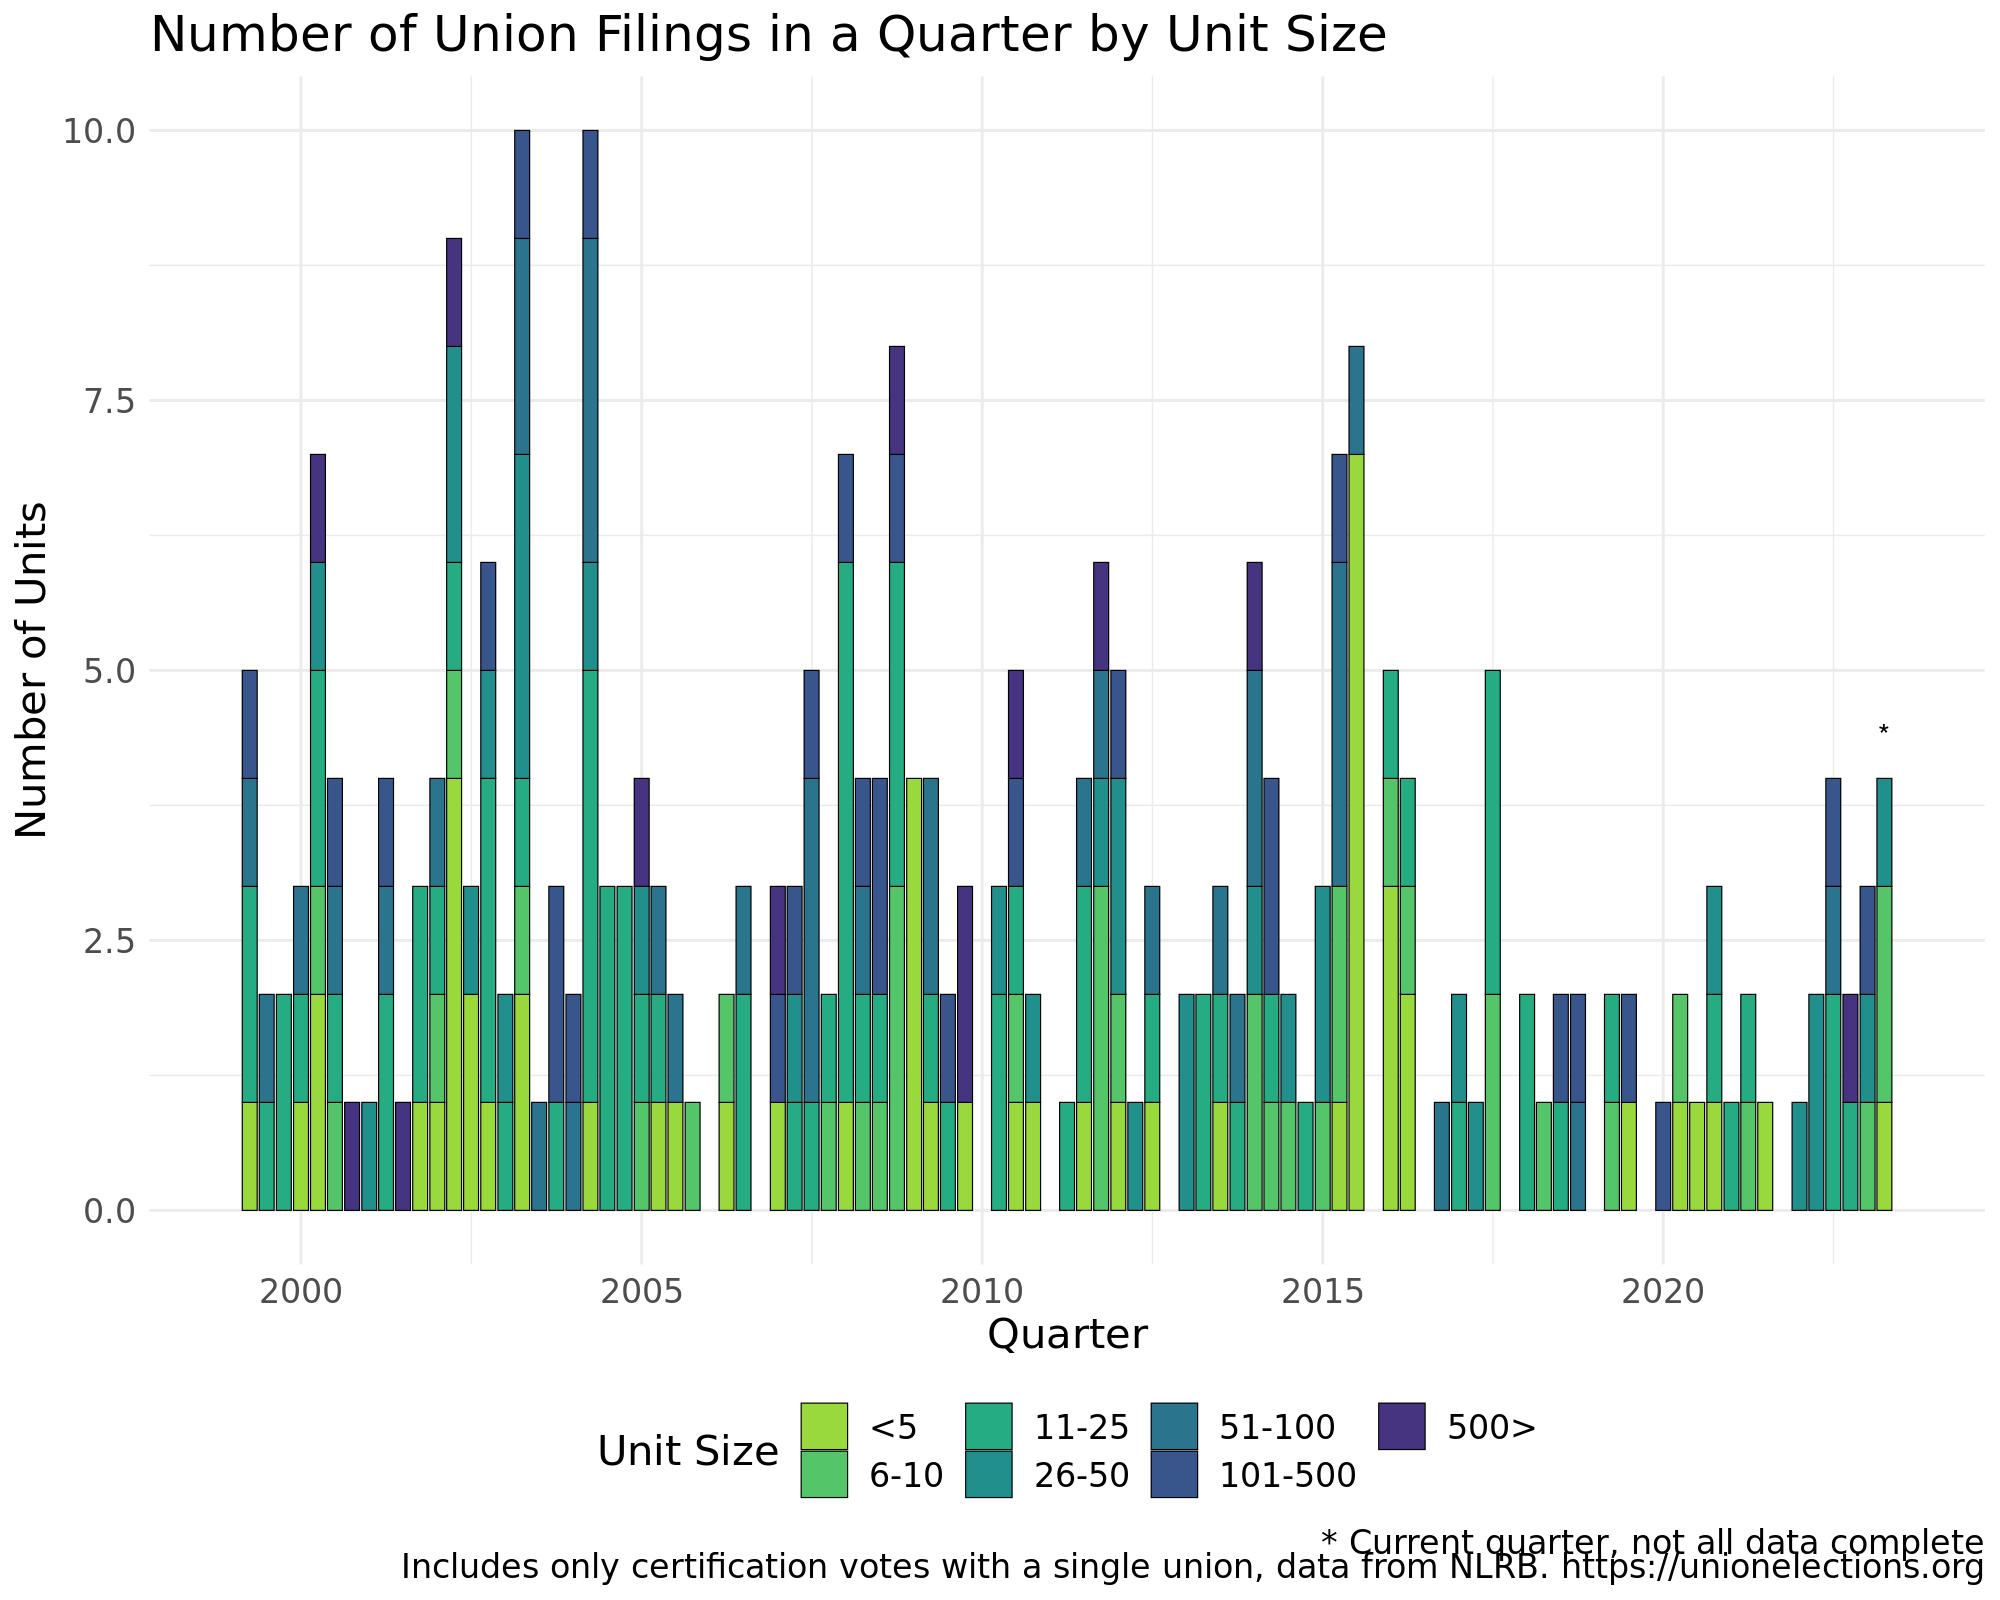 Number of Union Filings in a Quarter by Unit Size
10.0
7.5
5.0
2.5
0.0
Number of Units
*
2000 2005 2010 2015 2020
Quarter
Unit Size
<5 11-25 51-100 500>
6-10 26-50 101-500
* Current quarter, not all data complete
Includes only certification votes with a single union, data from NLRB. https://unionelections.org